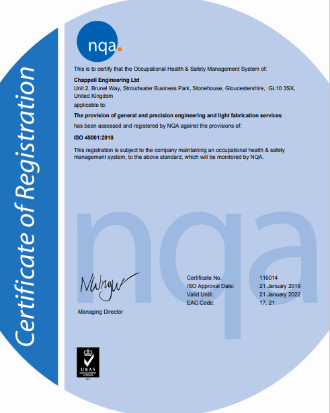 nqa.
This is to certify that the Occupational Health & Safety Management System of:
Chappell Engineering Ltd
Unit 2, Brunel Way, Stroudwater Business Park, Stonehouse, Gloucestershire, GL10 3SX,
United Kingdom
applicable to:
The provision of general and precision engineering and light fabrication services
has been assessed and registered by NQA against the provisions of:
ISO 45001:2018
This registration is subject to the company maintaining an occupational health & safety
management system, to the above standard, which will be monitored by NQA.
Certificate of Registration
nqa
Certificate No. 116014
ISO Approval Date: 21 January 2019
Valid Until: 21 January 2022
EAC Code: 17, 21
Managing Director
UKAS